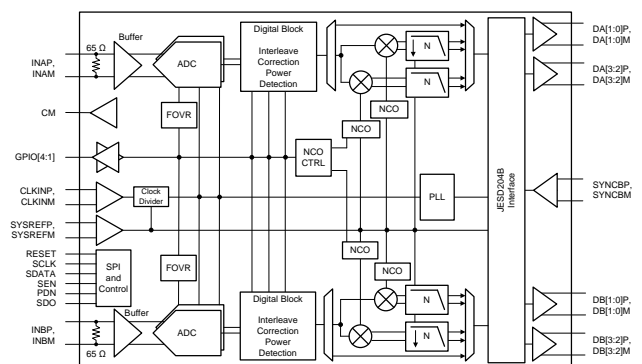 65 Ω
Buffer
INAP,
INAM
ADC
Digital Block
Interleave
Correction
Power
Detection
N
N
DA[1:0]P,
DA[1:0]M
DA[3:2]P,
DA[3:2]M
CM
FOVR
NCO
NCO
GPIO[4:1]
NCO
CTRL
CLKINP,
CLKINM
Clock
Divider
PLL
JESD204B
Interface
SYNCBP,
SYNCBM
SYSREFP,
SYSREFM
RESET
SCLK
SDATA
SEN
PDN
SDO
SPI
and
Control
FOVR
NCO
NCO
Buffer
INBP,
INBM
65 Ω
ADC
Digital Block
Interleave
Correction
Power
Detection
N
N
DB[1:0]P,
DB[1:0]M
DB[3:2]P,
DB[3:2]M